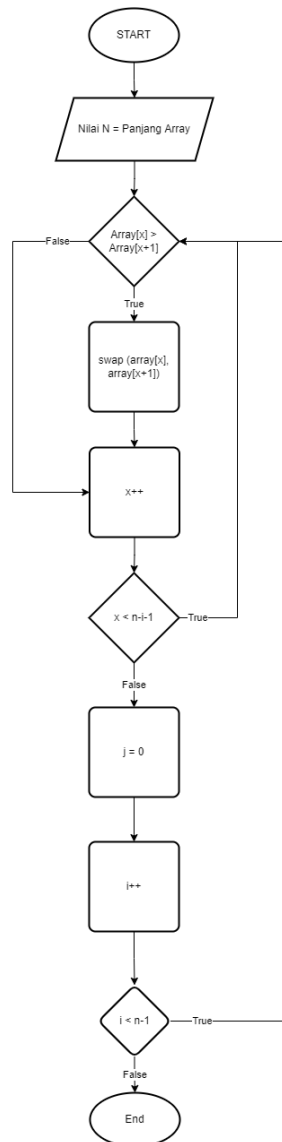 START
Nilai N = Panjang Array
Array[x] >
Array[x+1]
False
True
swap (array[x],
array[x+1])
x++
x < n-i-1
True
False
j = 0
i++
i < n-1
True
False
End